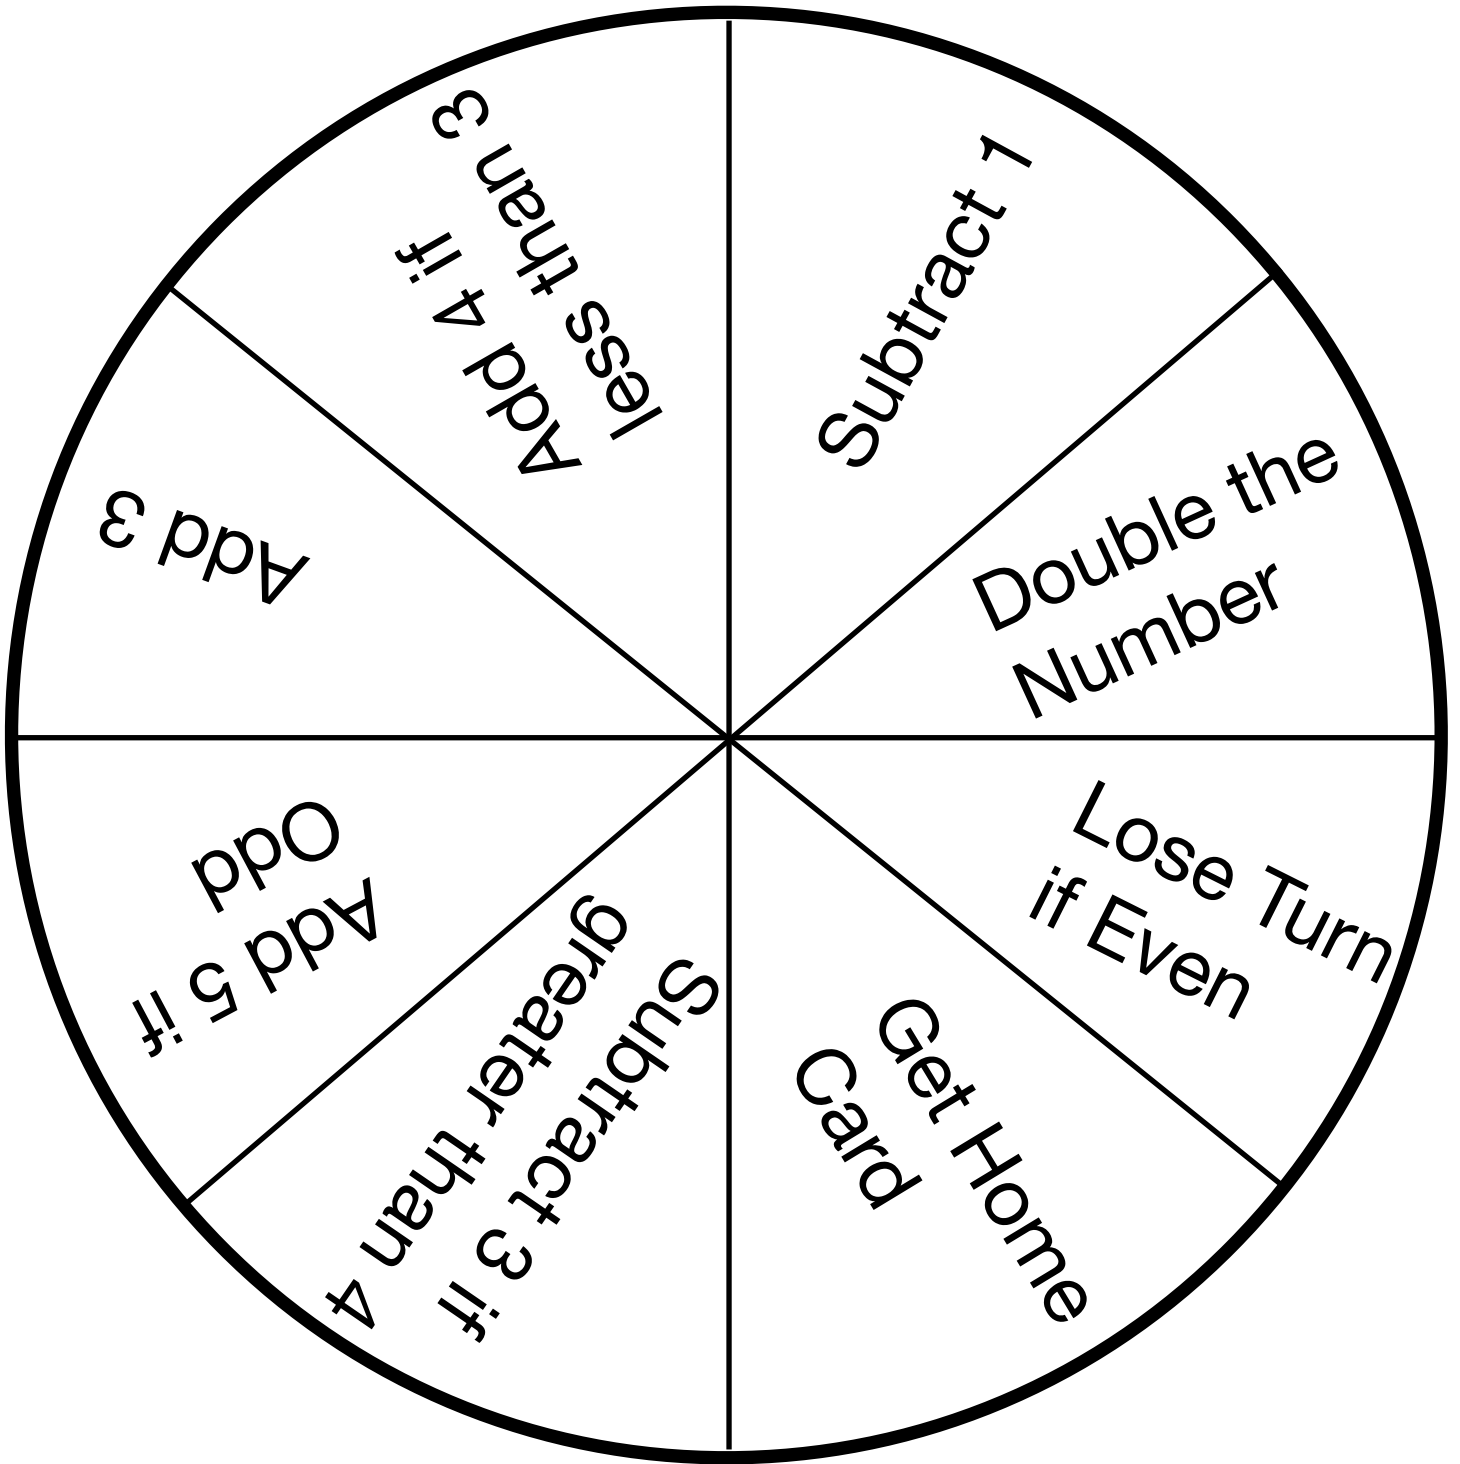 Subtract 1
Double the
Number
Lose Turn
if Even
Get Home
Card
Subtract 3 if
greater than 4
Add 5 if
Odd
Add 3
Add 4 if
less than 3